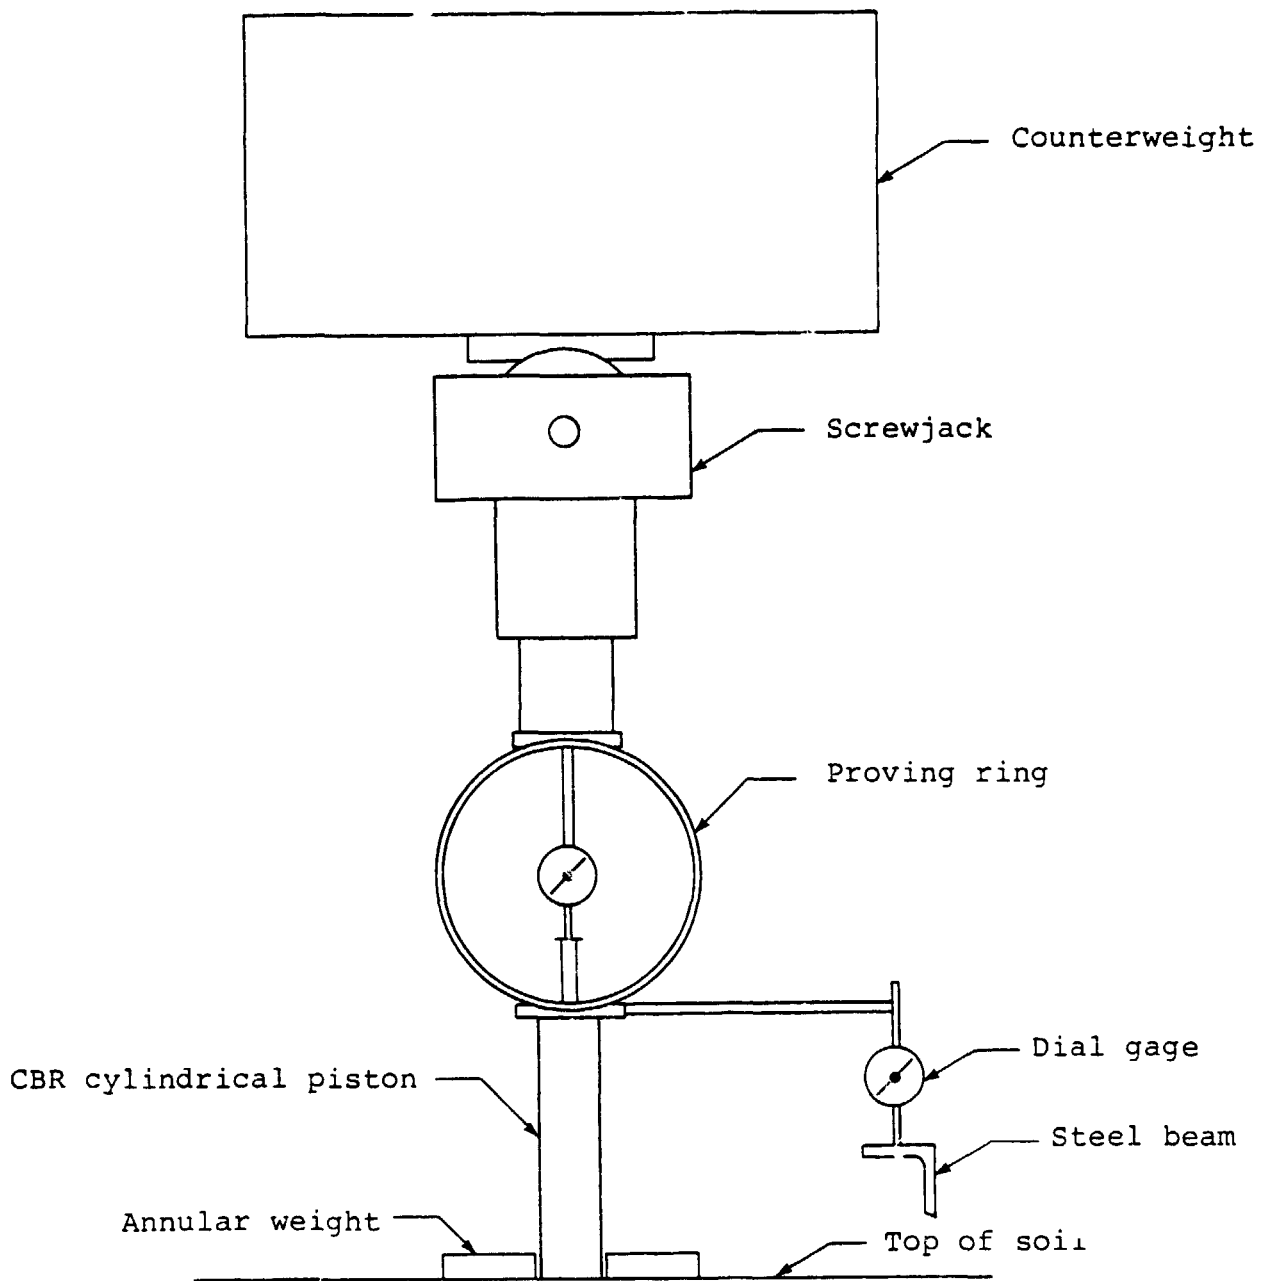 Counterweight
Screwjack
Proving ring
Dial gage
CBR cylindrical piston
Steel beam
Annular weight
Top of soil